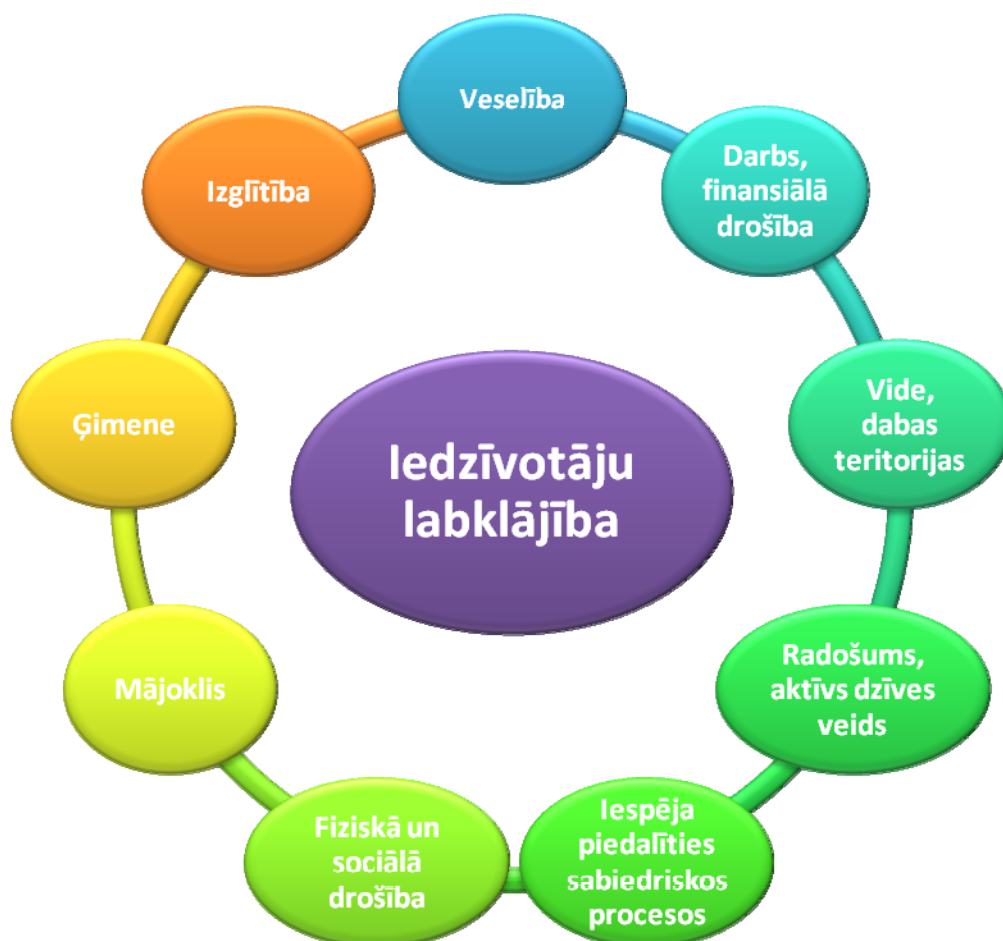 Veselība
Darbs,
finansiālā
drošība
Vide,
dabas
teritorijas
Radošums,
aktīvs dzīves
veids
Iespēja
piedalīties
sabiedriskos
procesos
Fiziskā un
sociālā
drošība
Mājoklis
Ģimene
Izglītība
Iedzīvotāju
labklājība